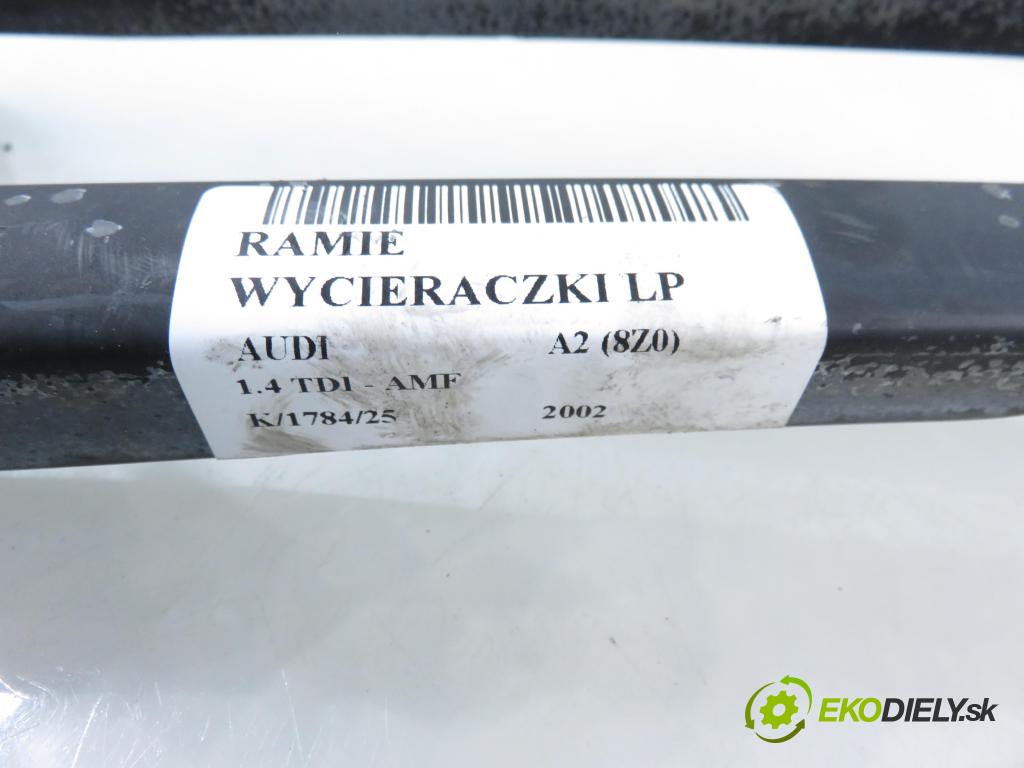 RAMIE
WYCIERACZKI LP
AUDI A2 (8Z0)
1.4 TDI - AMF
K/1784/25 2002
EKODIELY.sk